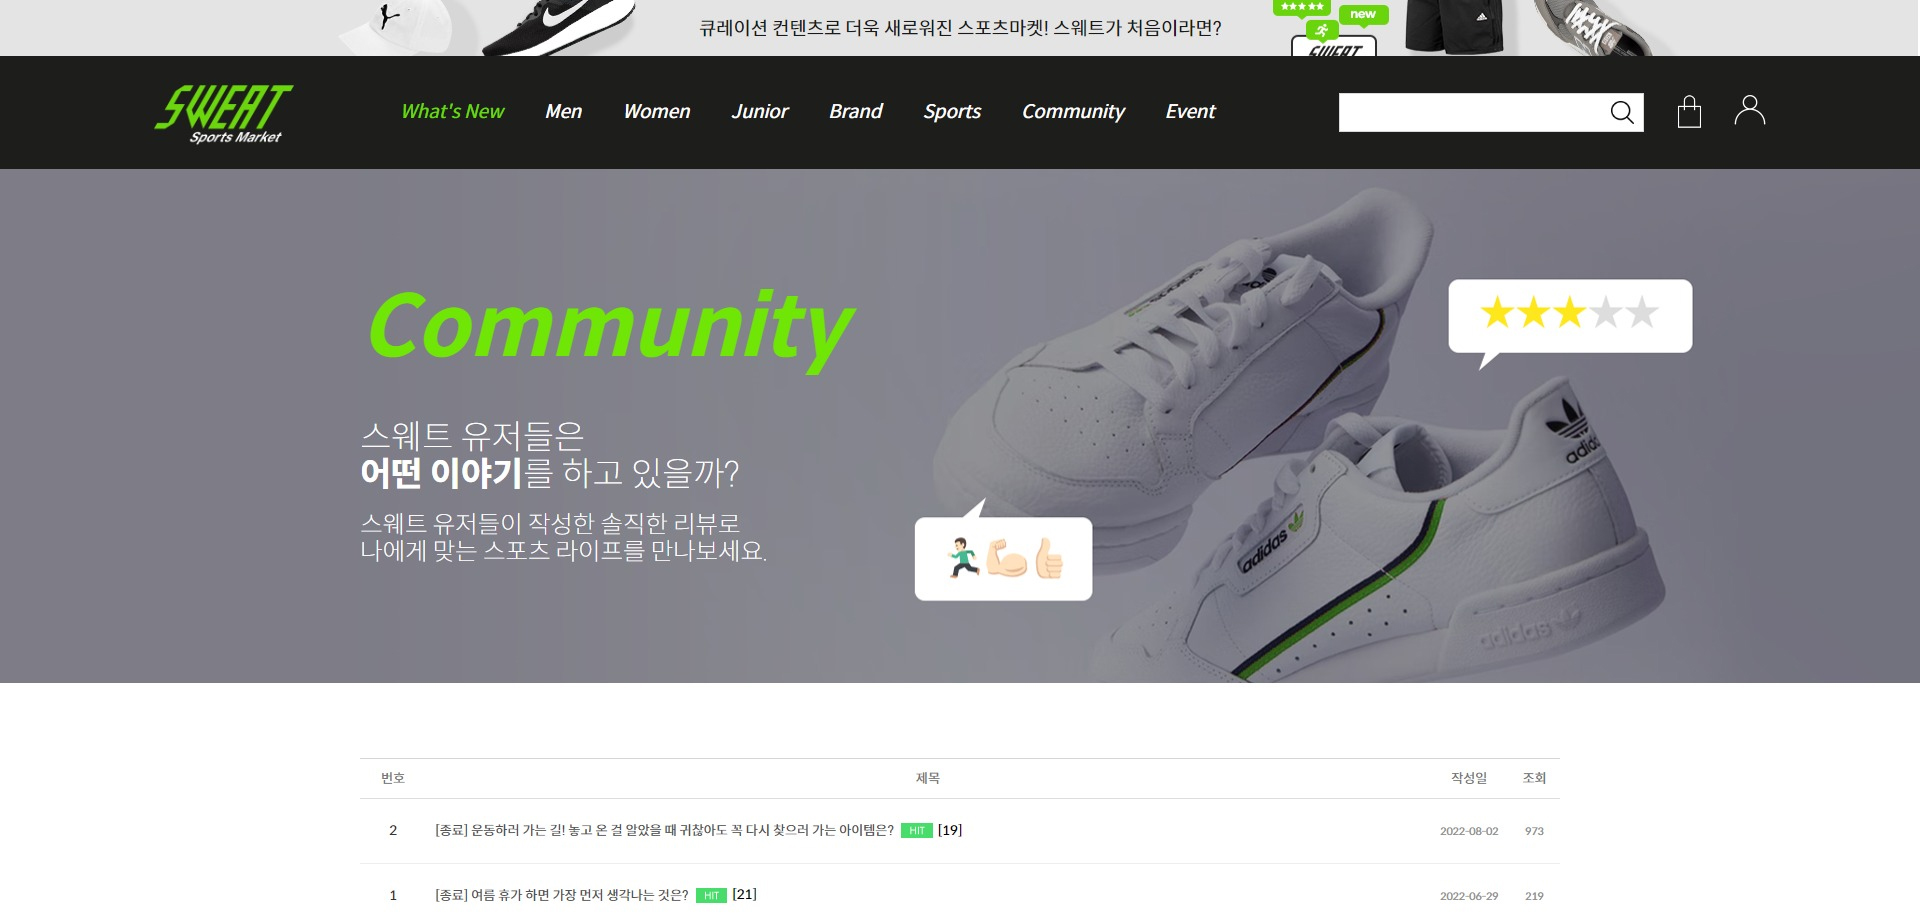 큐레이션 컨텐츠로 더욱 새로워진 스포츠마켓! 스웨트가 처음이라면?
new
SWEAT
SWEAT
Sports Market
What's New Men Women Junior Brand Sports Community Event
Community
스웨트 유저들은
어떤 이야기를 하고 있을까?
스웨트 유저들이 작성한 솔직한 리뷰로
나에게 맞는 스포츠 라이프를 만나보세요.
adidas
adidas
adidas
번호 제목 작성일 조회
2 [종료] 운동하러 가는 길! 놓고 온 걸 알았을 때 귀찮아도 꼭 다시 찾으러 가는 아이템은? HIT [19] 2022-08-02 973
1 [종료] 여름 휴가 하면 가장 먼저 생각나는 것은? HIT [21] 2022-06-29 219